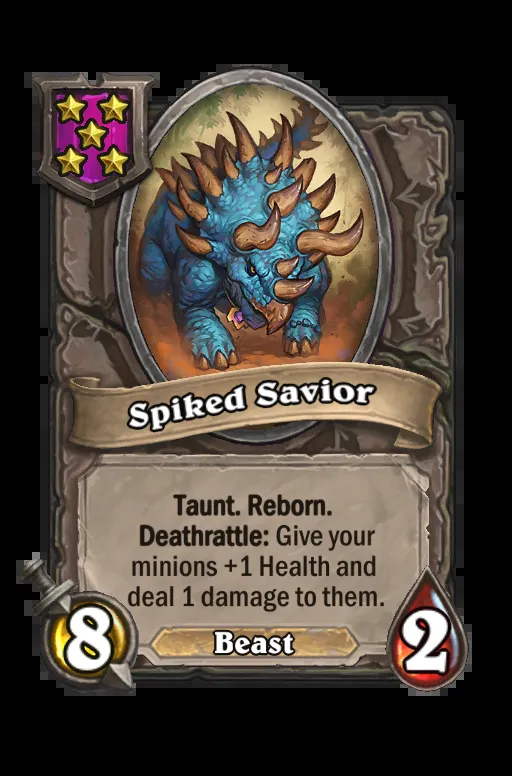 Spiked Savior
Taunt. Reborn.
Deathrattle: Give your
minions +1 Health and
deal 1 damage to them.
8
Beast
2